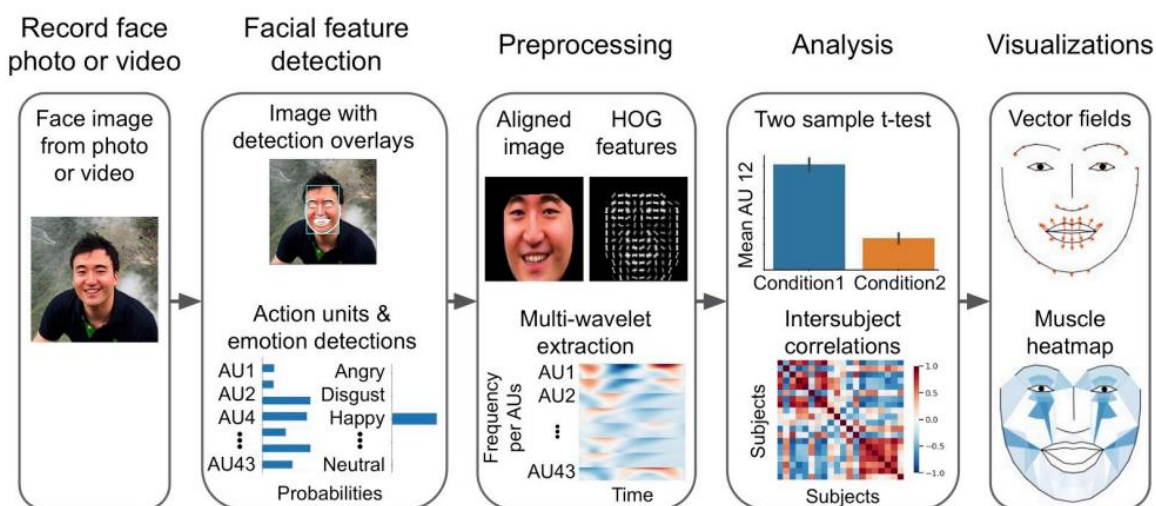 Record face
photo or video
Facial feature
detection
Preprocessing
Analysis
Visualizations
Face image
from photo
or video
Image with
detection overlays
Action units &
emotion detections
AU1
AU2
AU4
AU43
Angry
Disgust
Happy
Neutral
Probabilities
Aligned
image
HOG
features
Multi-wavelet
extraction
Frequency
per AUs
AU1
AU2
AU43
Time
Two sample t-test
Mean AU 12
Condition1 Condition2
Intersubject
correlations
Subjects
1.0
0.5
0.0
−0.5
−1.0
Subjects
Vector fields
Muscle
heatmap